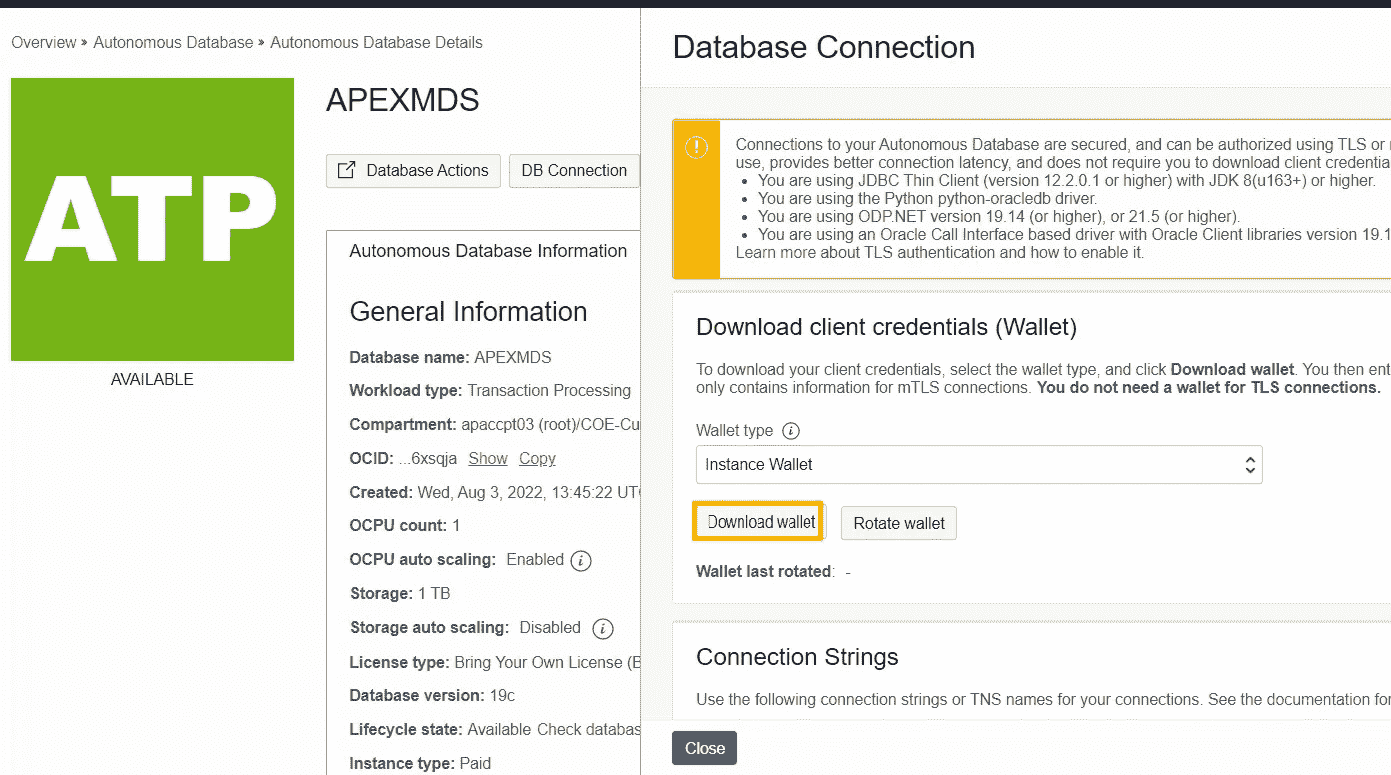 Overview » Autonomous Database » Autonomous Database Details
ATP
AVAILABLE
APEXMDS
Database Actions
DB Connection
Autonomous Database Information
General Information
Database name: APEXMDS
Workload type: Transaction Processing
Compartment: apaccpt03 (root)/COE-Cu
OCID: ...6xsqja Show Copy
Created: Wed, Aug 3, 2022, 13:45:22 UT
OCPU count: 1
OCPU auto scaling: Enabled
Storage: 1 TB
Storage auto scaling: Disabled
License type: Bring Your Own License (B
Database version: 19c
Lifecycle state: Available Check databas
Instance type: Paid
Database Connection
Connections to your Autonomous Database are secured, and can be authorized using TLS or
use, provides better connection latency, and does not require you to download client credentia
• You are using JDBC Thin Client (version 12.2.0.1 or higher) with JDK 8(u163+) or higher.
• You are using the Python python-oracledb driver.
• You are using ODP.NET version 19.14 (or higher), or 21.5 (or higher).
• You are using an Oracle Call Interface based driver with Oracle Client libraries version 19.1
Learn more about TLS authentication and how to enable it.
Download client credentials (Wallet)
To download your client credentials, select the wallet type, and click Download wallet. You then ent
only contains information for mTLS connections. You do not need a wallet for TLS connections.
Wallet type
Instance Wallet
Download wallet
Rotate wallet
Wallet last rotated: -
Connection Strings
Use the following connection strings or TNS names for your connections. See the documentation for
Close